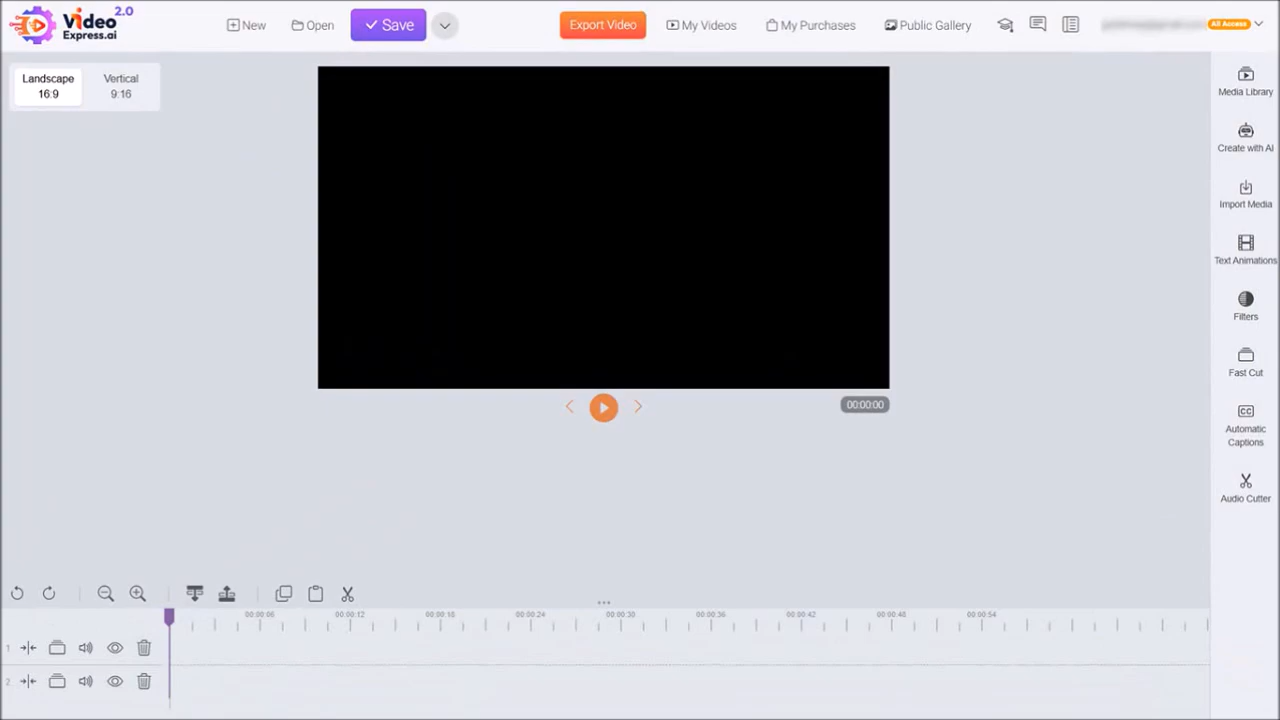 Video 2.0
Express.ai
New
Open
Save
Export Video
My Videos
My Purchases
Public Gallery
All Access
Landscape
16:9
Vertical
9:16
Media Library
Create with AI
Import Media
Text Animations
Filters
Fast Cut
CC
Automatic
Captions
Audio Cutter
00:00:00
00:00:06
00:00:12
00:00:18
00:00:24
00:00:30
00:00:36
00:00:42
00:00:48
00:00:54
1
2